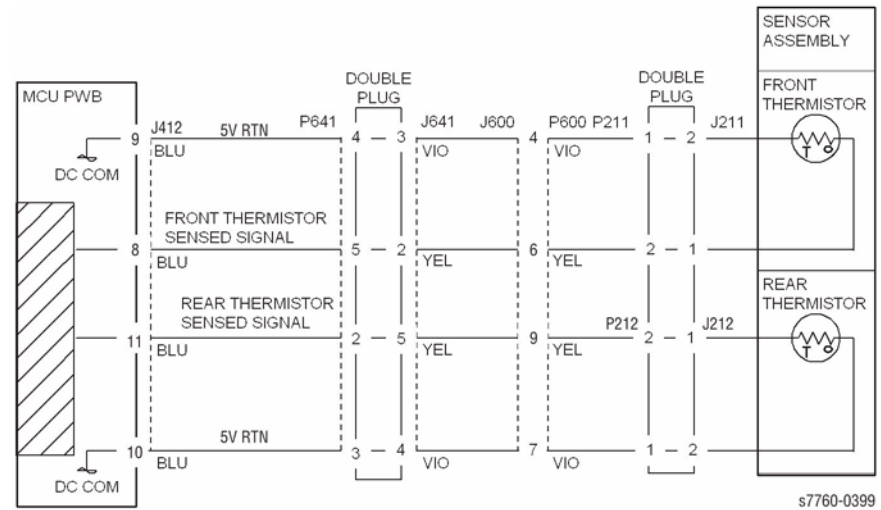 SENSOR
ASSEMBLY
MCU PWB
DOUBLE
PLUG
DOUBLE
PLUG
FRONT
THERMISTOR
9 J412 5V RTN P641 4 – 3 J641 J600 4 P600 P211 1 – 2 J211
BLU VIO VIO T
DC COM
FRONT THERMISTOR
SENSED SIGNAL
8 5 – 2 6 2 – 1
BLU YEL YEL
REAR
THERMISTOR
REAR THERMISTOR
SENSED SIGNAL
11 2 – 5 9 P212 2 – 1 J212
BLU YEL YEL T
5V RTN
10 3 – 4 7 1 – 2
BLU VIO VIO
DC COM
s7760-0399